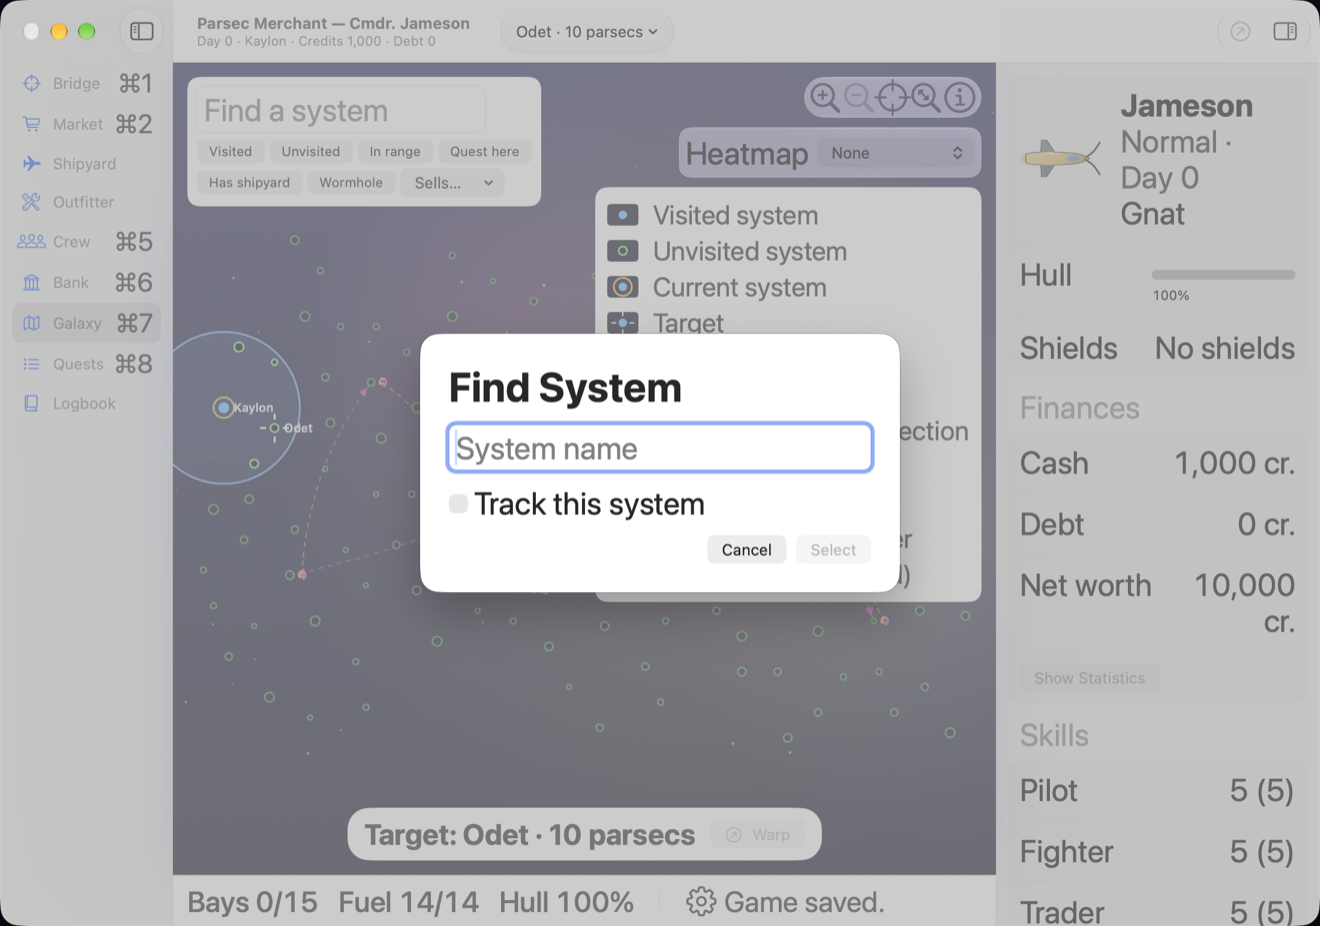 Parsec Merchant — Cmdr. Jameson
Day 0 · Kaylon · Credits 1,000 · Debt 0
Odet · 10 parsecs
Bridge ⌘1
Market ⌘2
Shipyard
Outfitter
Crew ⌘5
Bank ⌘6
Galaxy ⌘7
Quests ⌘8
Logbook
Find a system
Visited Unvisited In range Quest here
Has shipyard Wormhole Sells...
Heatmap None
Visited system
Unvisited system
Current system
Target
ection
Kaylon
Odet
Find System
System name
Track this system
Cancel Select
Target: Odet · 10 parsecs Warp
Bays 0/15 Fuel 14/14 Hull 100% Game saved.
Jameson
Normal ·
Day 0
Gnat
Hull
100%
Shields No shields
Finances
Cash 1,000 cr.
Debt 0 cr.
Net worth 10,000
cr.
Show Statistics
Skills
Pilot 5 (5)
Fighter 5 (5)
Trader 5 (5)